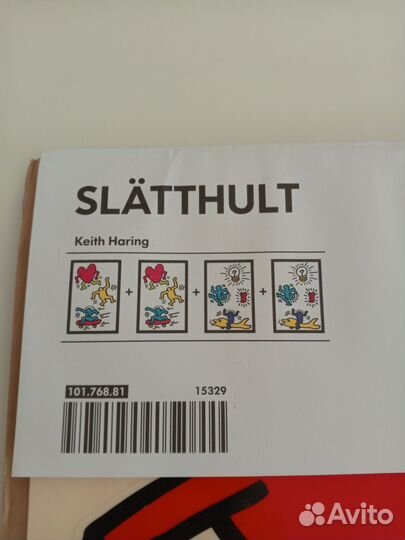 SLÄTTHULT
Keith Haring
+ + +
101.768.81 15329
Avito